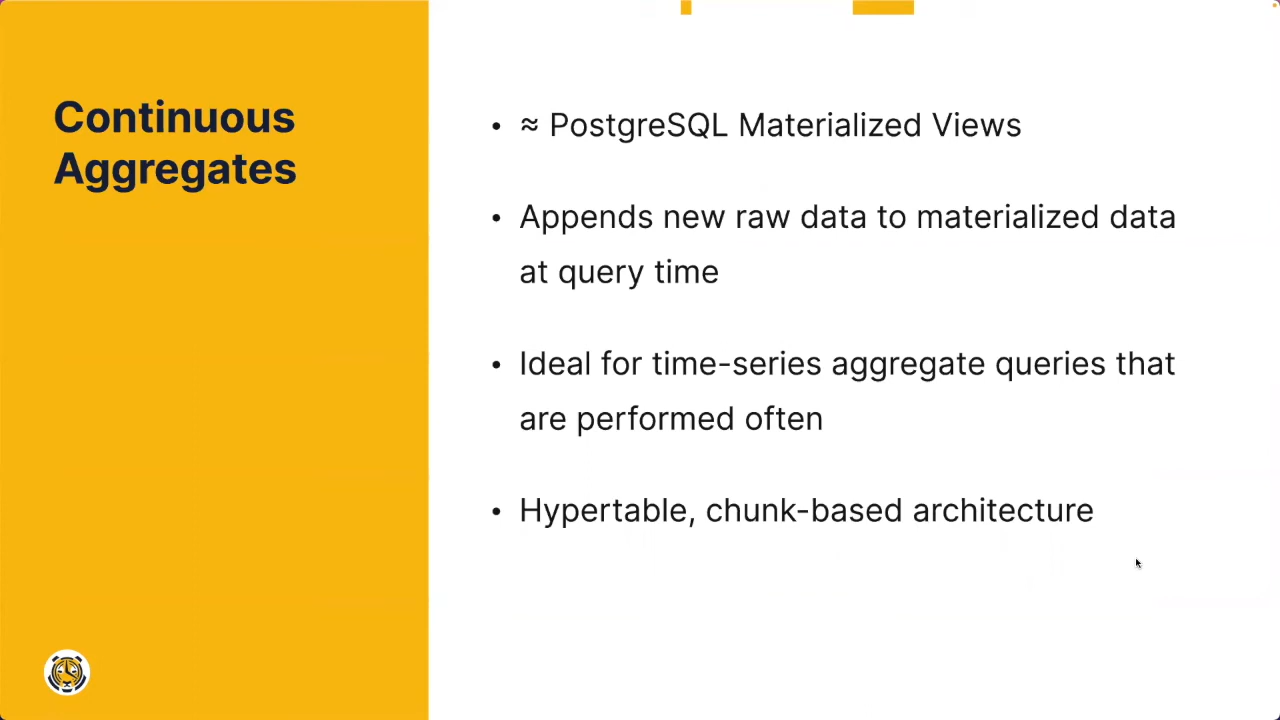 Continuous
Aggregates
• ≈ PostgreSQL Materialized Views
• Appends new raw data to materialized data
at query time
• Ideal for time-series aggregate queries that
are performed often
• Hypertable, chunk-based architecture